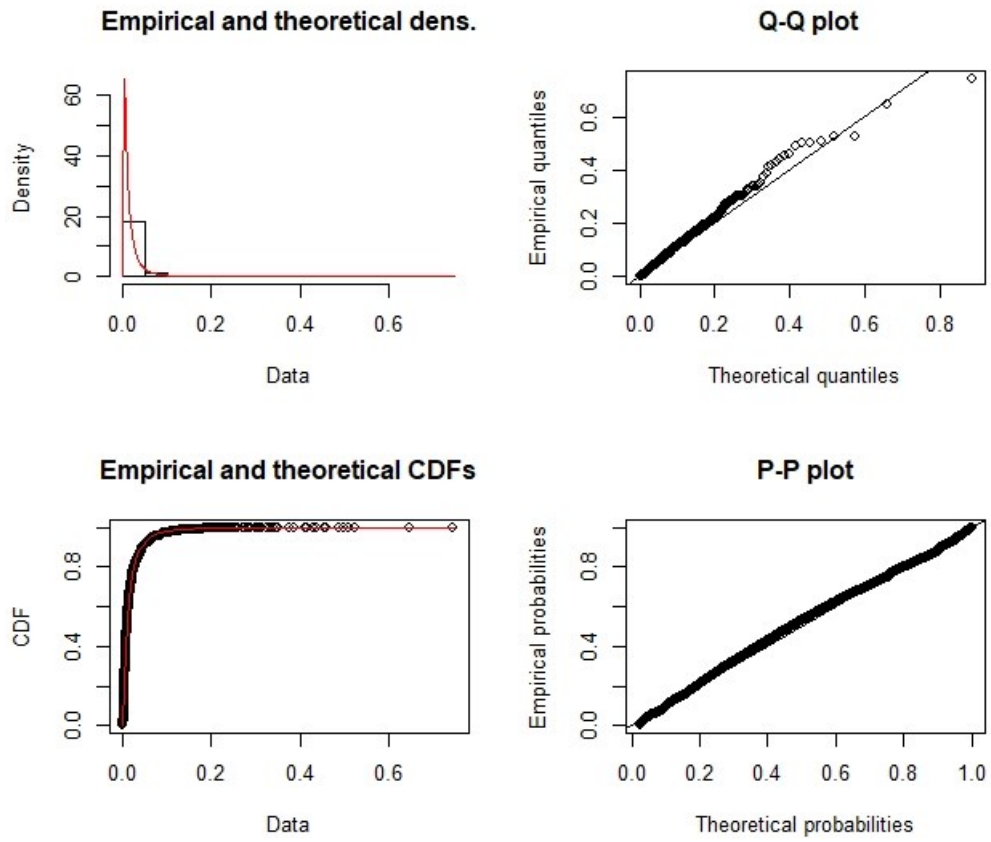 Empirical and theoretical dens.
Density
0 20 40 60
0.0 0.2 0.4 0.6
Data
Q-Q plot
Empirical quantiles
0.0 0.2 0.4 0.6
0.0 0.2 0.4 0.6 0.8
Theoretical quantiles
Empirical and theoretical CDFs
CDF
0.0 0.4 0.8
0.0 0.2 0.4 0.6
Data
P-P plot
Empirical probabilities
0.0 0.4 0.8
0.0 0.2 0.4 0.6 0.8 1.0
Theoretical probabilities